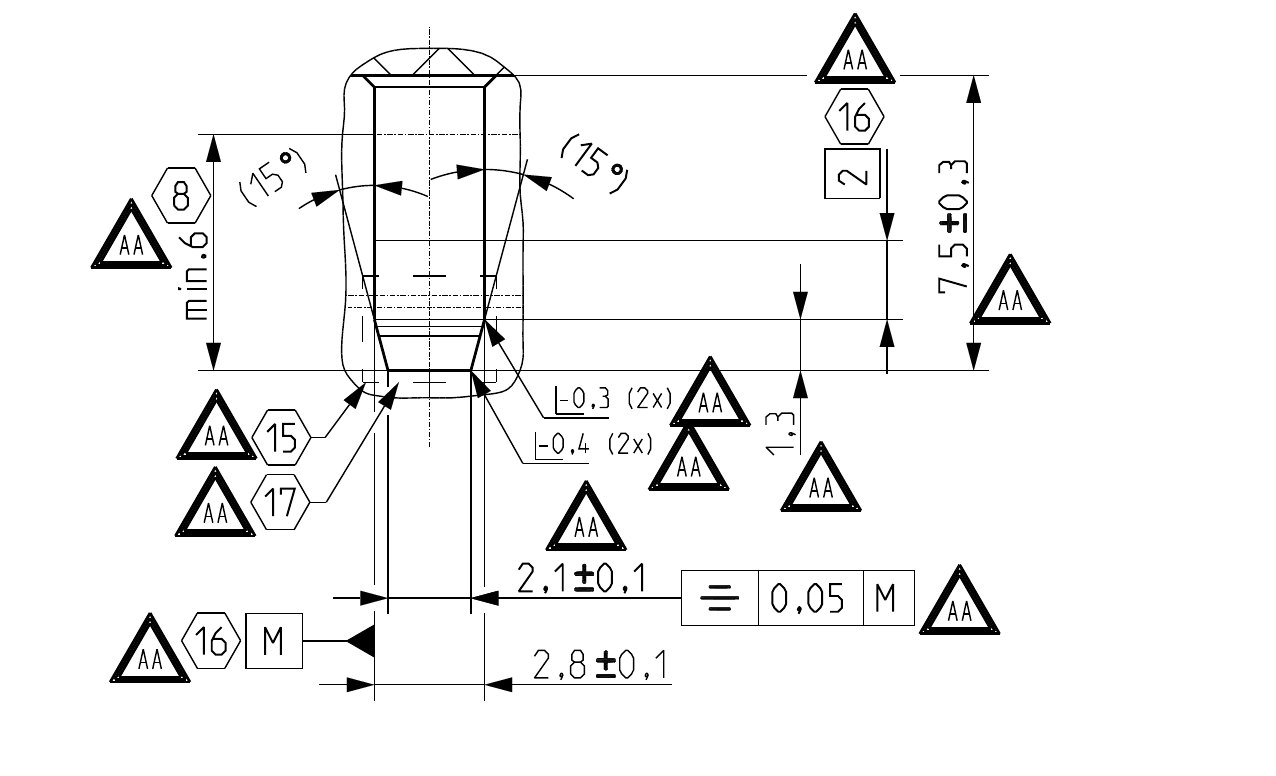 AA
16
2
7,5±0,3
AA
(15°)
(15°)
8
AA
min.6
-0,3 (2x)
AA
-0,4 (2x)
AA
1,3
AA
AA
15
AA
17
AA
2,1±0,1
⌯ 0,05 M
AA
AA
16
M
2,8±0,1